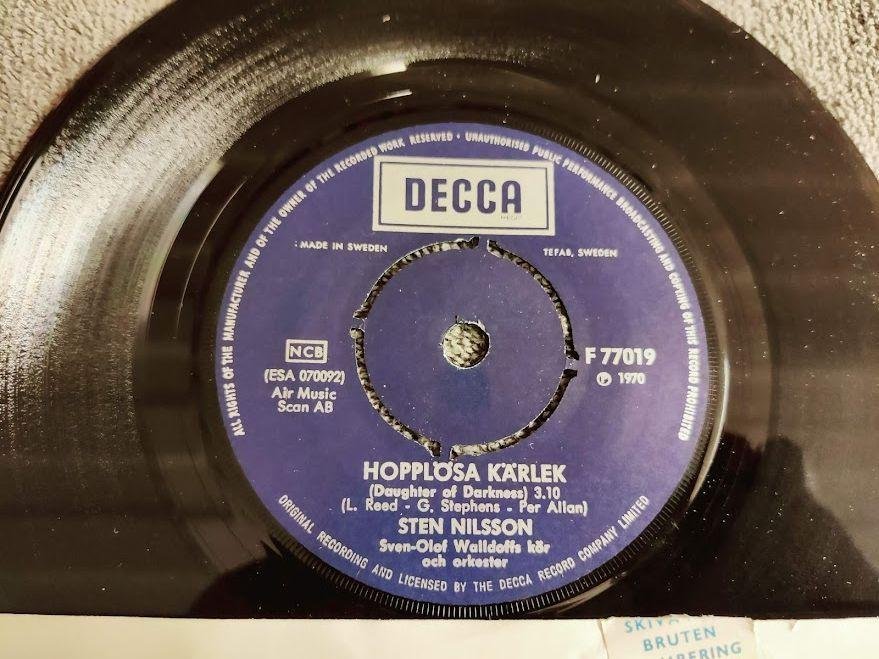 ALL RIGHTS OF THE MANUFACTURER AND OF THE OWNER OF THE RECORDED WORK RESERVED · UNAUTHORISED PUBLIC PERFORMANCE BROADCASTING AND COPYING OF THIS RECORD PROHIBITED
DECCA
MADE IN SWEDEN
TEFAB, SWEDEN
NCB
(ESA 070092)
Air Music
Scan AB
F 77019
℗ 1970
HOPPLÖSA KÄRLEK
(Daughter of Darkness) 3.10
(L. Reed - G. Stephens - Per Allan)
STEN NILSSON
Sven-Olof Walldoffs kör
och orkester
ORIGINAL RECORDING AND LICENSED BY THE DECCA RECORD COMPANY LIMITED
BRUTEN